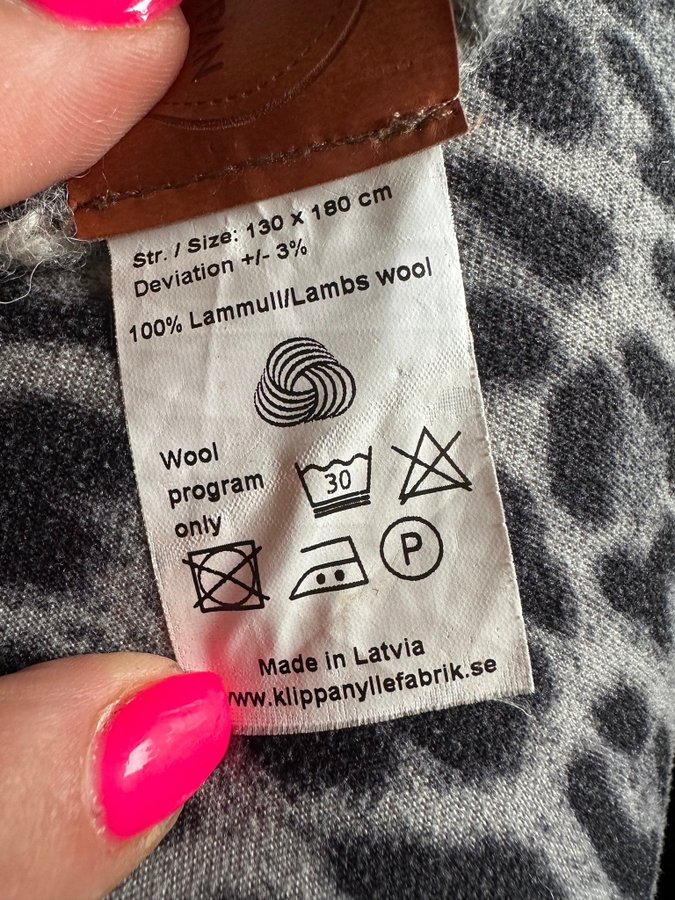 Str. / Size: 130 x 180 cm
Deviation +/- 3%
100% Lammull/Lambs wool
Wool
program
only
30
P
Made in Latvia
www.klippanyllefabrik.se